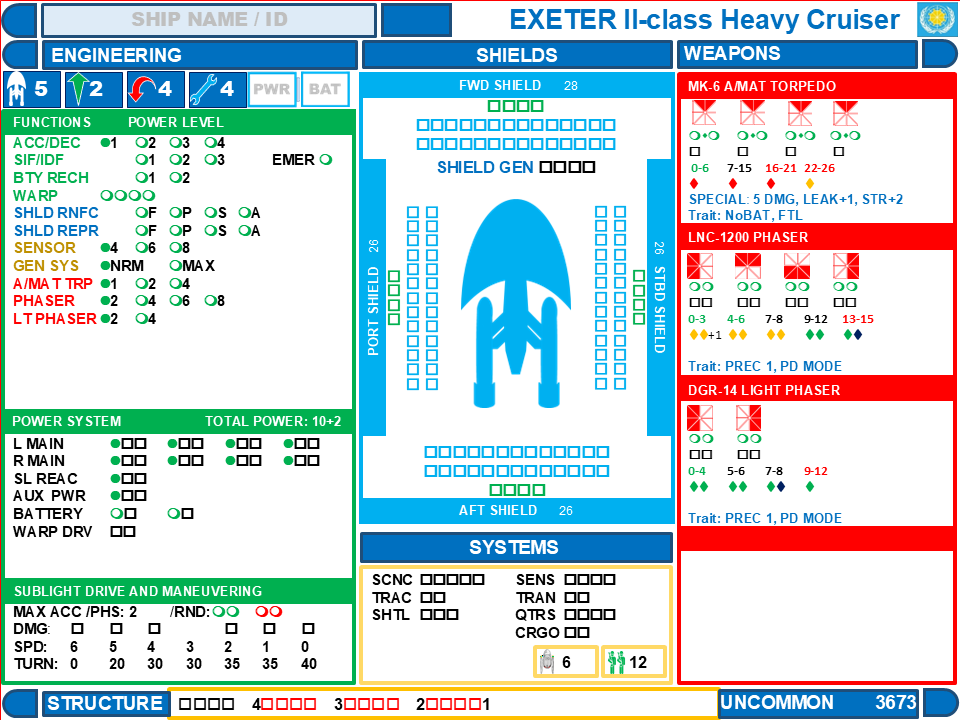 SHIP NAME / ID
EXETER II-class Heavy Cruiser
ENGINEERING
5 2 4 4 PWR BAT
FUNCTIONS POWER LEVEL
ACC/DEC 1 2 3 4
SIF/IDF 1 2 3 EMER
BTY RECH 1 2
WARP
SHLD RNFC F P S A
SHLD REPR F P S A
SENSOR 4 6 8
GEN SYS NRM MAX
A/MAT TRP 1 2 4
PHASER 2 4 6 8
LT PHASER 2 4
POWER SYSTEM TOTAL POWER: 10+2
L MAIN
R MAIN
SL REAC
AUX PWR
BATTERY
WARP DRV
SUBLIGHT DRIVE AND MANEUVERING
MAX ACC /PHS: 2 /RND:
DMG:
SPD: 6 5 4 3 2 1 0
TURN: 0 20 30 30 35 35 40
SHIELDS
FWD SHIELD 28
SHIELD GEN
PORT SHIELD 26
26 STBD SHIELD
AFT SHIELD 26
SYSTEMS
SCNC SENS
TRAC TRAN
SHTL QTRS
CRGO
6 12
WEAPONS
MK-6 A/MAT TORPEDO
0-6 7-15 16-21 22-26
SPECIAL: 5 DMG, LEAK+1, STR+2
Trait: NoBAT, FTL
LNC-1200 PHASER
0-3 4-6 7-8 9-12 13-15
+1
Trait: PREC 1, PD MODE
DGR-14 LIGHT PHASER
0-4 5-6 7-8 9-12
Trait: PREC 1, PD MODE
STRUCTURE 4 3 2 1
UNCOMMON 3673